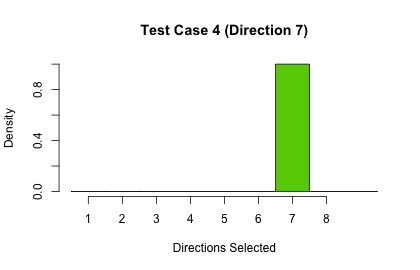 Test Case 4 (Direction 7)
Density
0.8
0.4
0.0
1 2 3 4 5 6 7 8
Directions Selected